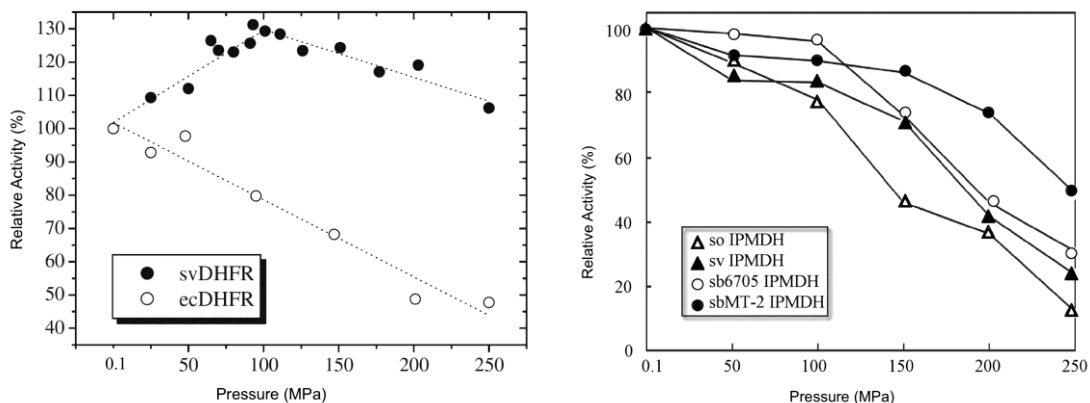 Relative Activity (%)
130
120
110
100
90
80
70
60
50
40
svDHFR
ecDHFR
0.1
50
100
150
200
250
Pressure (MPa)
Relative Activity (%)
100
80
60
40
20
0
so IPMDH
sv IPMDH
sb6705 IPMDH
sbMT-2 IPMDH
0.1
50
100
150
200
250
Pressure (MPa)